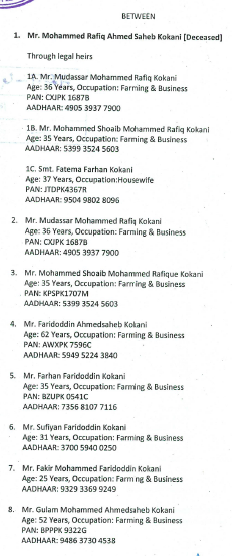 BETWEEN
1. Mr. Mohammed Rafiq Ahmed Saheb Kokani [Deceased]
Through legal heirs
1A. Mr. Mudassar Mohammed Rafiq Kokani
Age: 36 Years, Occupation: Farming & Business
PAN: CXJPK 1687B
AADHAAR: 4905 3937 7900
1B. Mr. Mohammed Shoaib Mohammed Rafiq Kokani
Age: 35 Years, Occupation: Farming & Business
AADHAAR: 5399 3524 5603
1C. Smt. Fatema Farhan Kokani
Age: 37 Years, Occupation:Housewife
PAN: JTDPK4367R
AADHAAR: 9504 9802 8096
2. Mr. Mudassar Mohammed Rafiq Kokani
Age: 36 Years, Occupation: Farming & Business
PAN: CXJPK 1687B
AADHAAR: 4905 3937 7900
3. Mr. Mohammed Shoaib Mohammed Rafique Kokani
Age: 35 Years, Occupation: Farming & Business
PAN: KPSPK1707M
AADHAAR: 5399 3524 5603
4. Mr. Faridoddin Ahmedsaheb Kokani
Age: 62 Years, Occupation: Farming & Business
PAN: AWXPK 7596C
AADHAAR: 5949 5224 3840
5. Mr. Farhan Faridoddin Kokani
Age: 35 Years, Occupation: Farming & Business
PAN: BZUPK 0541C
AADHAAR: 7356 8107 7116
6. Mr. Sufiyan Faridoddin Kokani
Age: 31 Years, Occupation: Farming & Business
AADHAAR: 3700 5940 0250
7. Mr. Fakir Mohammed Faridoddin Kokani
Age: 25 Years, Occupation: Farming & Business
AADHAAR: 9329 3369 9249
8. Mr. Gulam Mohammed Ahmedsaheb Kokani
Age: 52 Years, Occupation: Farming & Business
PAN: BPPPK 9322G
AADHAAR: 9486 3730 4538